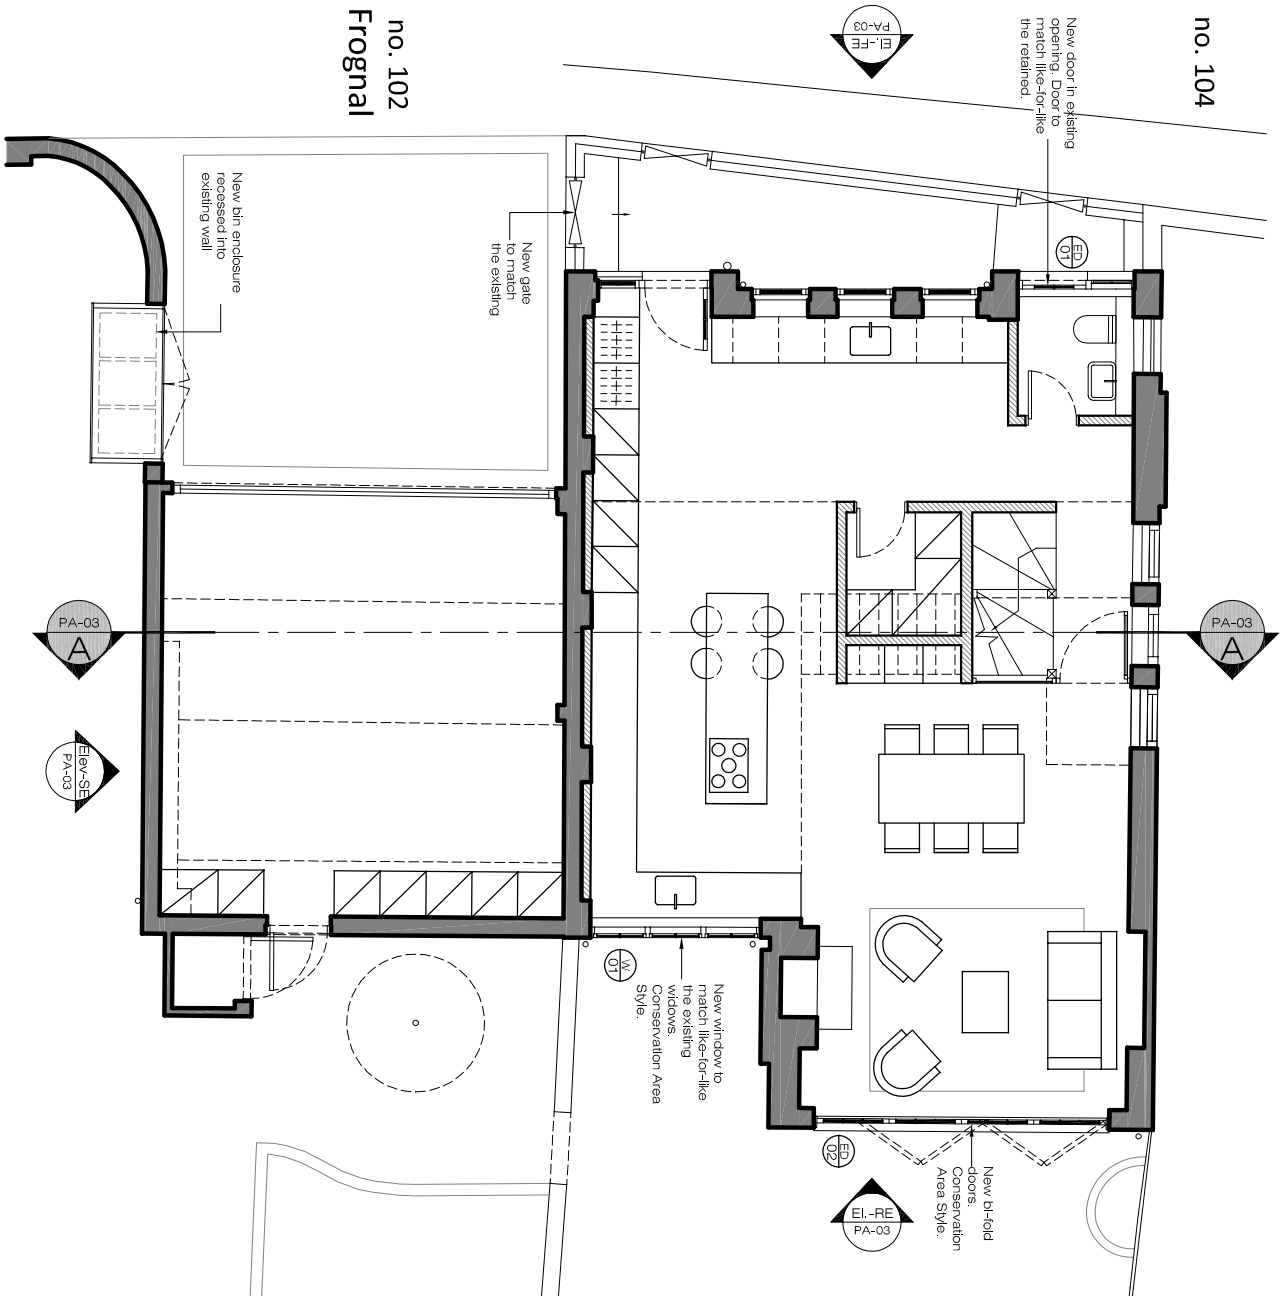 no. 104
New door in existing
opening. Door to
match like-for-like
the retained.
El.-FE
PA-03
no. 102
Frognal
ED
01
New gate
to match
the existing
New bin enclosure
recessed into
existing wall
PA-03
A
PA-03
A
Elev-SE
PA-03
W
01
New window to
match like-for-like
the existing
widows.
Conservation Area
Style.
ED
02
New bi-fold
doors.
Conservation
Area Style.
El.-RE
PA-03